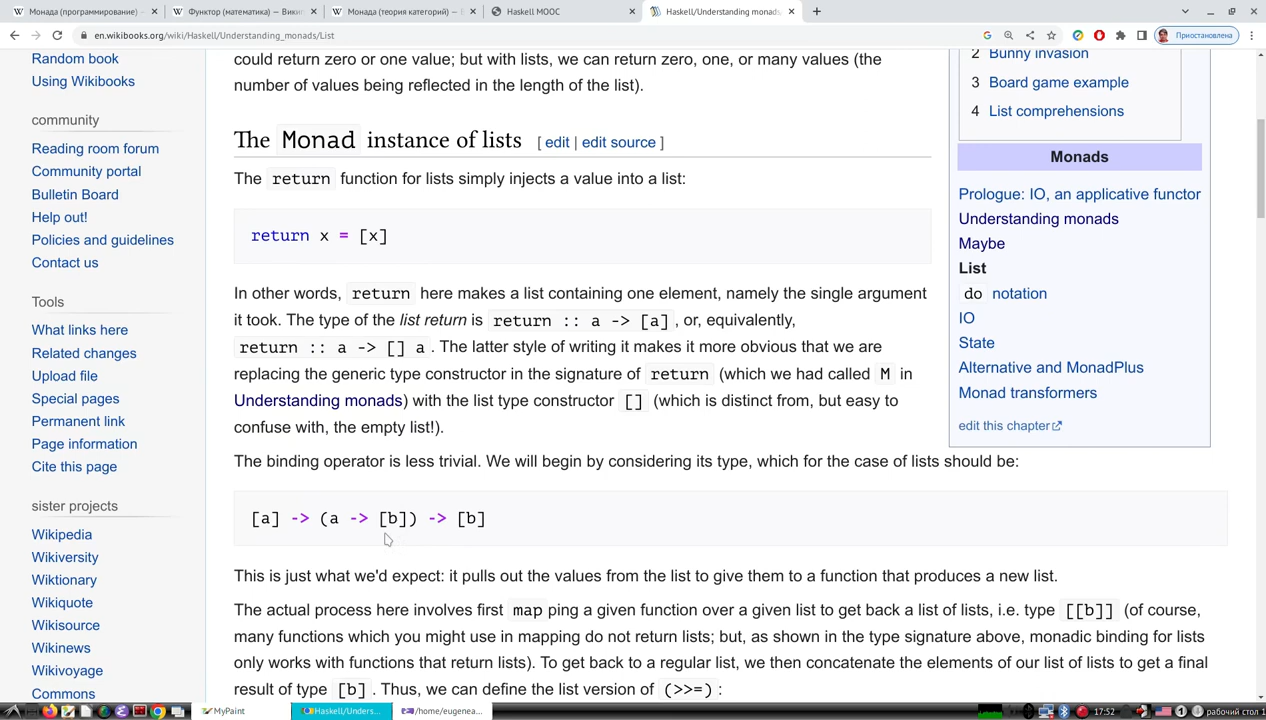 Монада (программирование) –
Функтор (математика) — Вики
Монада (теория категорий) — В
Haskell MOOC
Haskell/Understanding monads,
en.wikibooks.org/wiki/Haskell/Understanding_monads/List
Приостановлена
Random book
Using Wikibooks
community
Reading room forum
Community portal
Bulletin Board
Help out!
Policies and guidelines
Contact us
Tools
What links here
Related changes
Upload file
Special pages
Permanent link
Page information
Cite this page
sister projects
Wikipedia
Wikiversity
Wiktionary
Wikiquote
Wikisource
Wikinews
Wikivoyage
Commons
could return zero or one value; but with lists, we can return zero, one, or many values (the
number of values being reflected in the length of the list).
The Monad instance of lists [ edit | edit source ]
The return function for lists simply injects a value into a list:
return x = [x]
In other words, return here makes a list containing one element, namely the single argument
it took. The type of the list return is return :: a -> [a] , or, equivalently,
return :: a -> [] a . The latter style of writing it makes it more obvious that we are
replacing the generic type constructor in the signature of return (which we had called M in
Understanding monads) with the list type constructor [] (which is distinct from, but easy to
confuse with, the empty list!).
The binding operator is less trivial. We will begin by considering its type, which for the case of lists should be:
[a] -> (a -> [b]) -> [b]
This is just what we'd expect: it pulls out the values from the list to give them to a function that produces a new list.
The actual process here involves first map ping a given function over a given list to get back a list of lists, i.e. type [[b]] (of course,
many functions which you might use in mapping do not return lists; but, as shown in the type signature above, monadic binding for lists
only works with functions that return lists). To get back to a regular list, we then concatenate the elements of our list of lists to get a final
result of type [b] . Thus, we can define the list version of (>>=) :
2 Bunny invasion
3 Board game example
4 List comprehensions
Monads
Prologue: IO, an applicative functor
Understanding monads
Maybe
List
do notation
IO
State
Alternative and MonadPlus
Monad transformers
edit this chapter
MyPaint
Haskell/Unders...
/home/eugenea...
17:52
рабочий стол 1